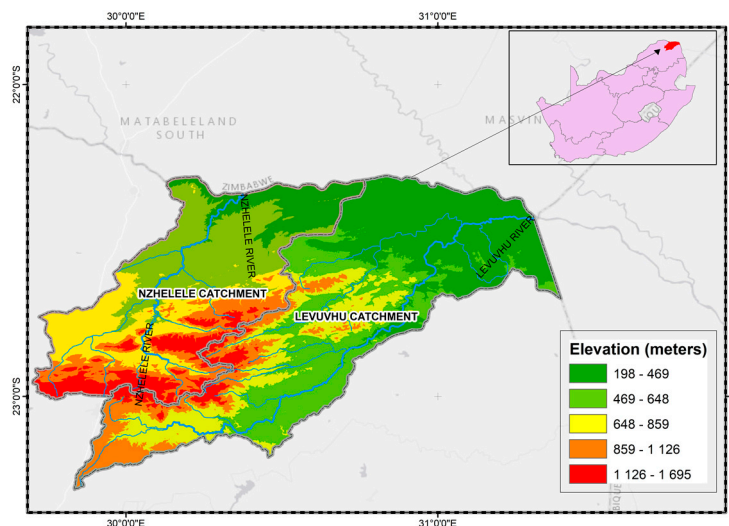 30°0'0"E
31°0'0"E
22°0'0"S
MATABELELAND
SOUTH
MASVIN
ZIMBABWE
NZHELELE RIVER
LEVUVHU RIVER
NZHELELE CATCHMENT
LEVUVHU CATCHMENT
NZHELELE RIVER
23°0'0"S
Elevation (meters)
198 - 469
469 - 648
648 - 859
859 - 1 126
1 126 - 1 695
BIQUE
30°0'0"E
31°0'0"E